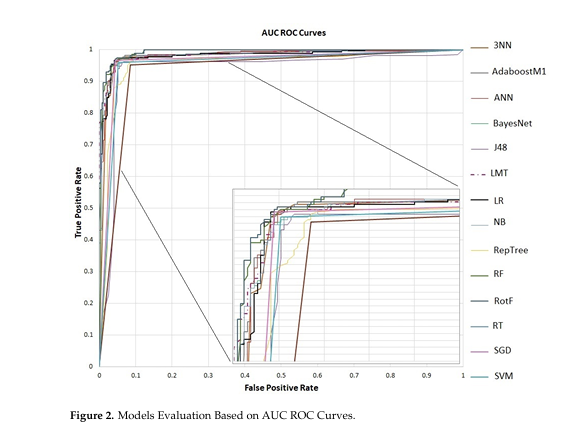 AUC ROC Curves
True Positive Rate
1
0.9
0.8
0.7
0.6
0.5
0.4
0.3
0.2
0.1
0
0 0.1 0.2 0.3 0.4 0.5 0.6 0.7 0.8 0.9 1
False Positive Rate
3NN
AdaboostM1
ANN
BayesNet
J48
LMT
LR
NB
RepTree
RF
RotF
RT
SGD
SVM
Figure 2. Models Evaluation Based on AUC ROC Curves.